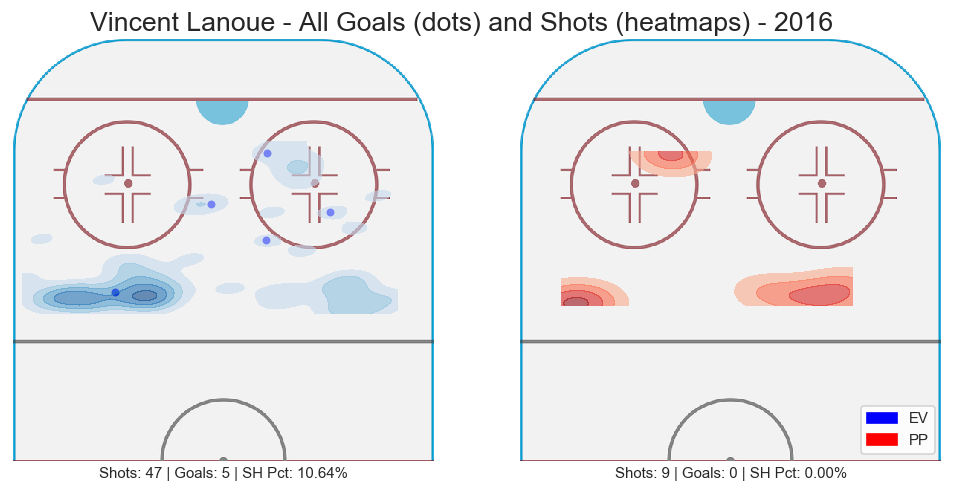 Vincent Lanoue - All Goals (dots) and Shots (heatmaps) - 2016
EV
PP
Shots: 47 | Goals: 5 | SH Pct: 10.64%
Shots: 9 | Goals: 0 | SH Pct: 0.00%